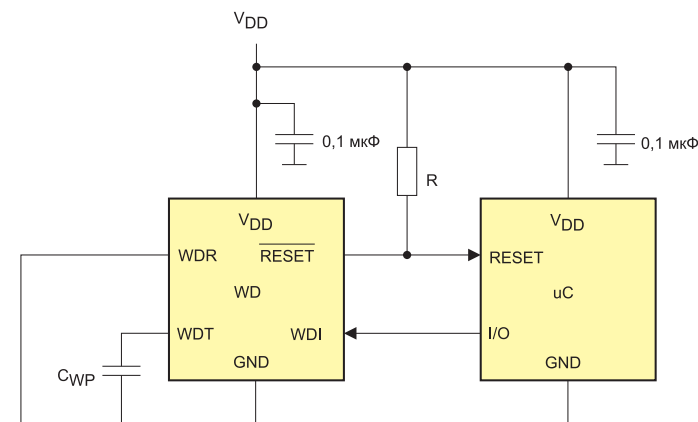 VDD
0,1 мкФ
0,1 мкФ
R
VDD
VDD
WDR
RESET
RESET
WD
uC
WDT
WDI
I/O
GND
GND
CWP